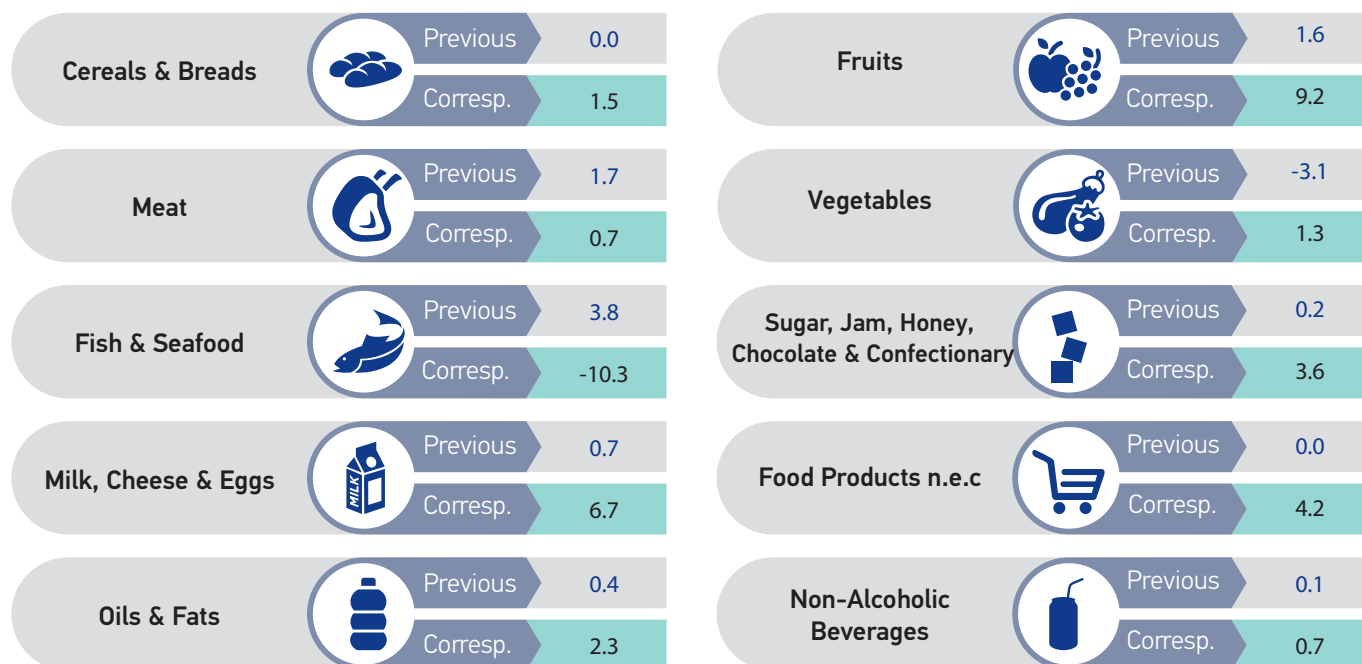 Cereals & Breads
Previous 0.0
Corresp. 1.5
Meat
Previous 1.7
Corresp. 0.7
Fish & Seafood
Previous 3.8
Corresp. -10.3
Milk, Cheese & Eggs
MILK
Previous 0.7
Corresp. 6.7
Oils & Fats
Previous 0.4
Corresp. 2.3
Fruits
Previous 1.6
Corresp. 9.2
Vegetables
Previous -3.1
Corresp. 1.3
Sugar, Jam, Honey,
Chocolate & Confectionary
Previous 0.2
Corresp. 3.6
Food Products n.e.c
Previous 0.0
Corresp. 4.2
Non-Alcoholic
Beverages
Previous 0.1
Corresp. 0.7